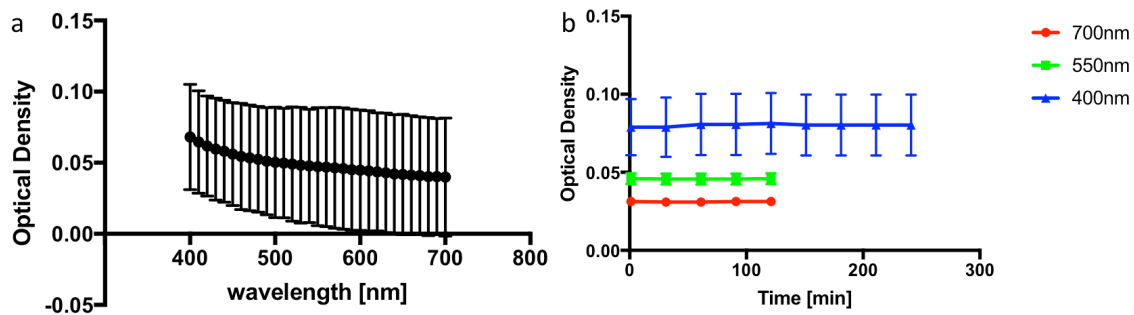 a
0.15
0.10
0.05
0.00
-0.05
400
500
600
700
800
Optical Density
wavelength [nm]
b
0.15
0.10
0.05
0.00
0
100
200
300
Optical Density
Time [min]
700nm
550nm
400nm